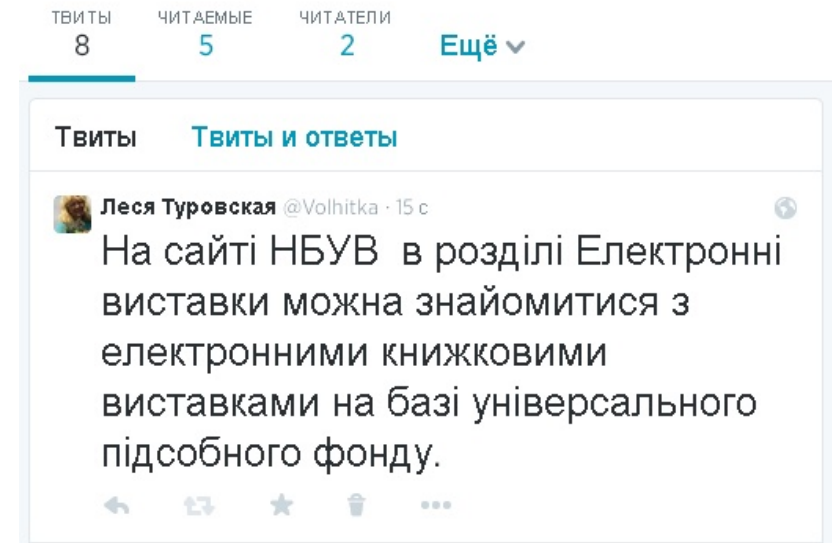 ТВИТЫ ЧИТАЕМЫЕ ЧИТАТЕЛИ
8 5 2 Ещё
Твиты Твиты и ответы
Леся Туровская @Volhitka · 15 с
На сайті НБУВ в розділі Електронні
виставки можна знайомитися з
електронними книжковими
виставками на базі універсального
підсобного фонду.